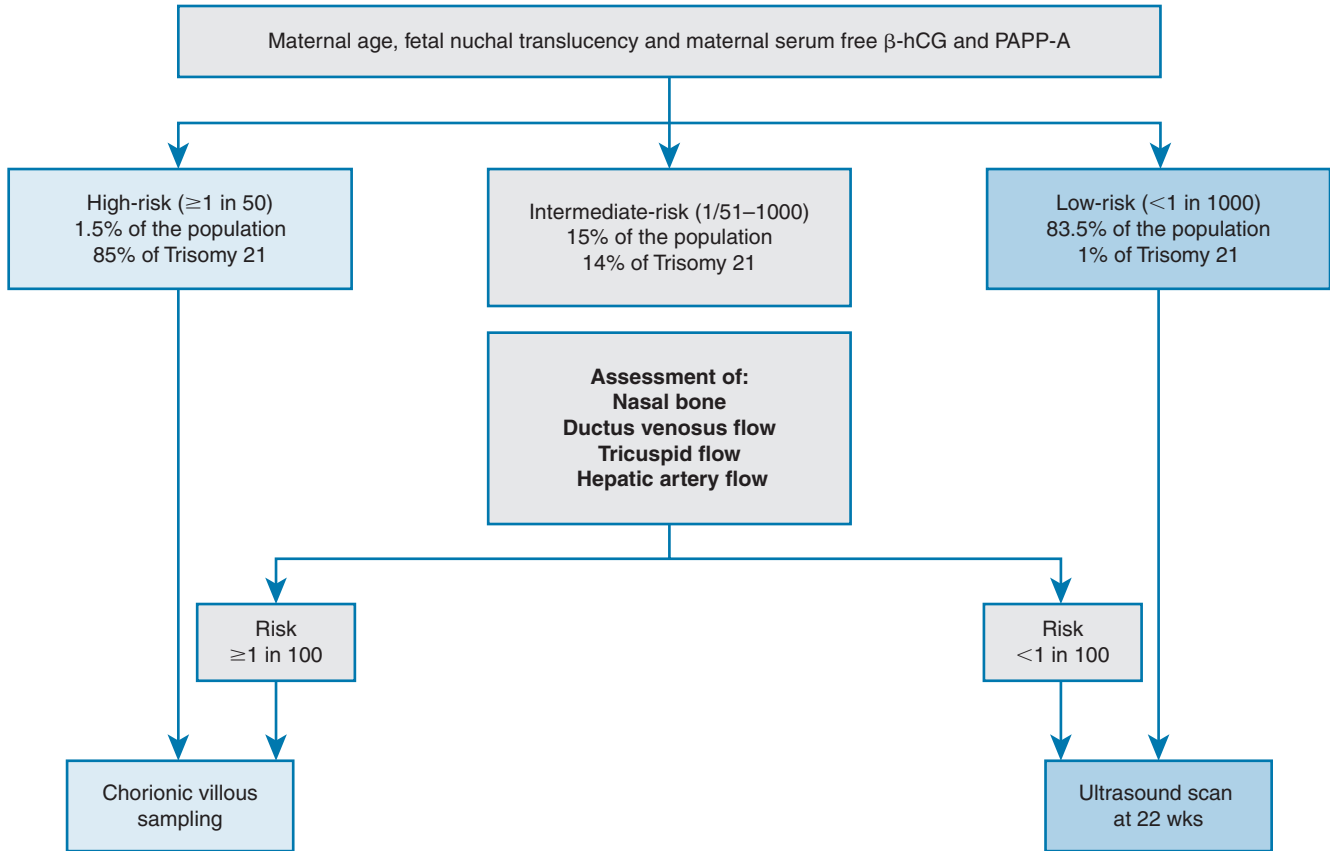 Maternal age, fetal nuchal translucency and maternal serum free β-hCG and PAPP-A
High-risk (≥1 in 50)
1.5% of the population
85% of Trisomy 21
Intermediate-risk (1/51–1000)
15% of the population
14% of Trisomy 21
Low-risk (<1 in 1000)
83.5% of the population
1% of Trisomy 21
Assessment of:
Nasal bone
Ductus venosus flow
Tricuspid flow
Hepatic artery flow
Risk
≥1 in 100
Risk
<1 in 100
Chorionic villous
sampling
Ultrasound scan
at 22 wks